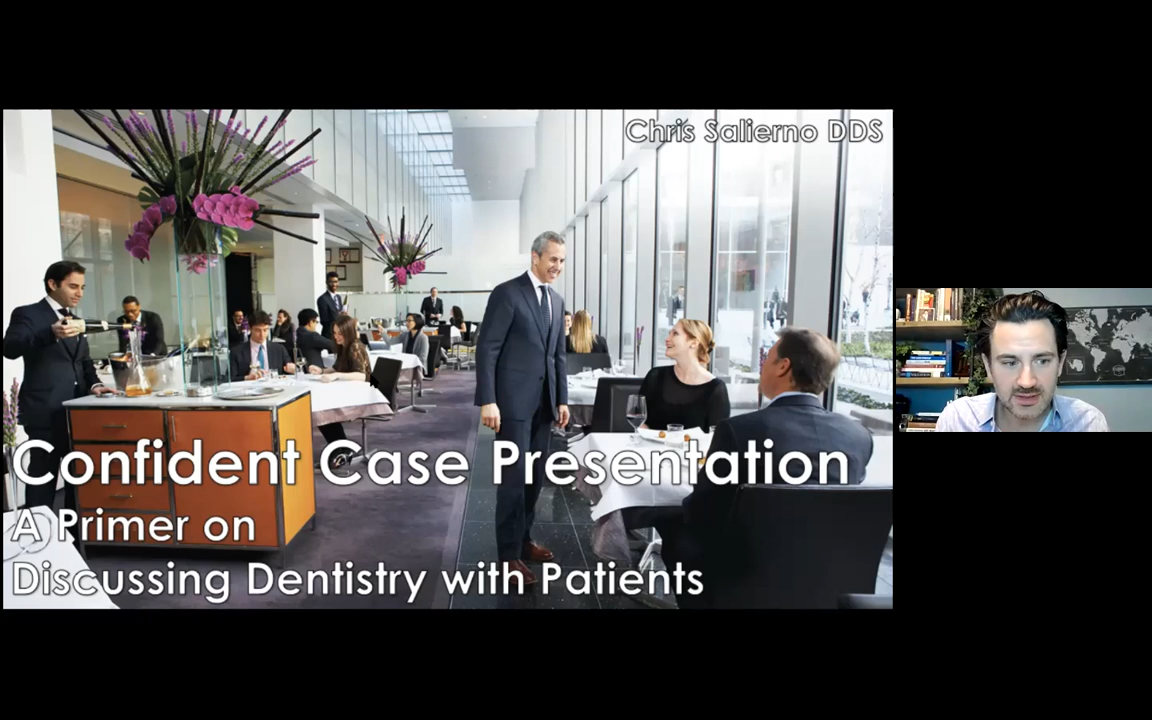 Chris Salierno DDS
Confident Case Presentation
A Primer on
Discussing Dentistry with Patients